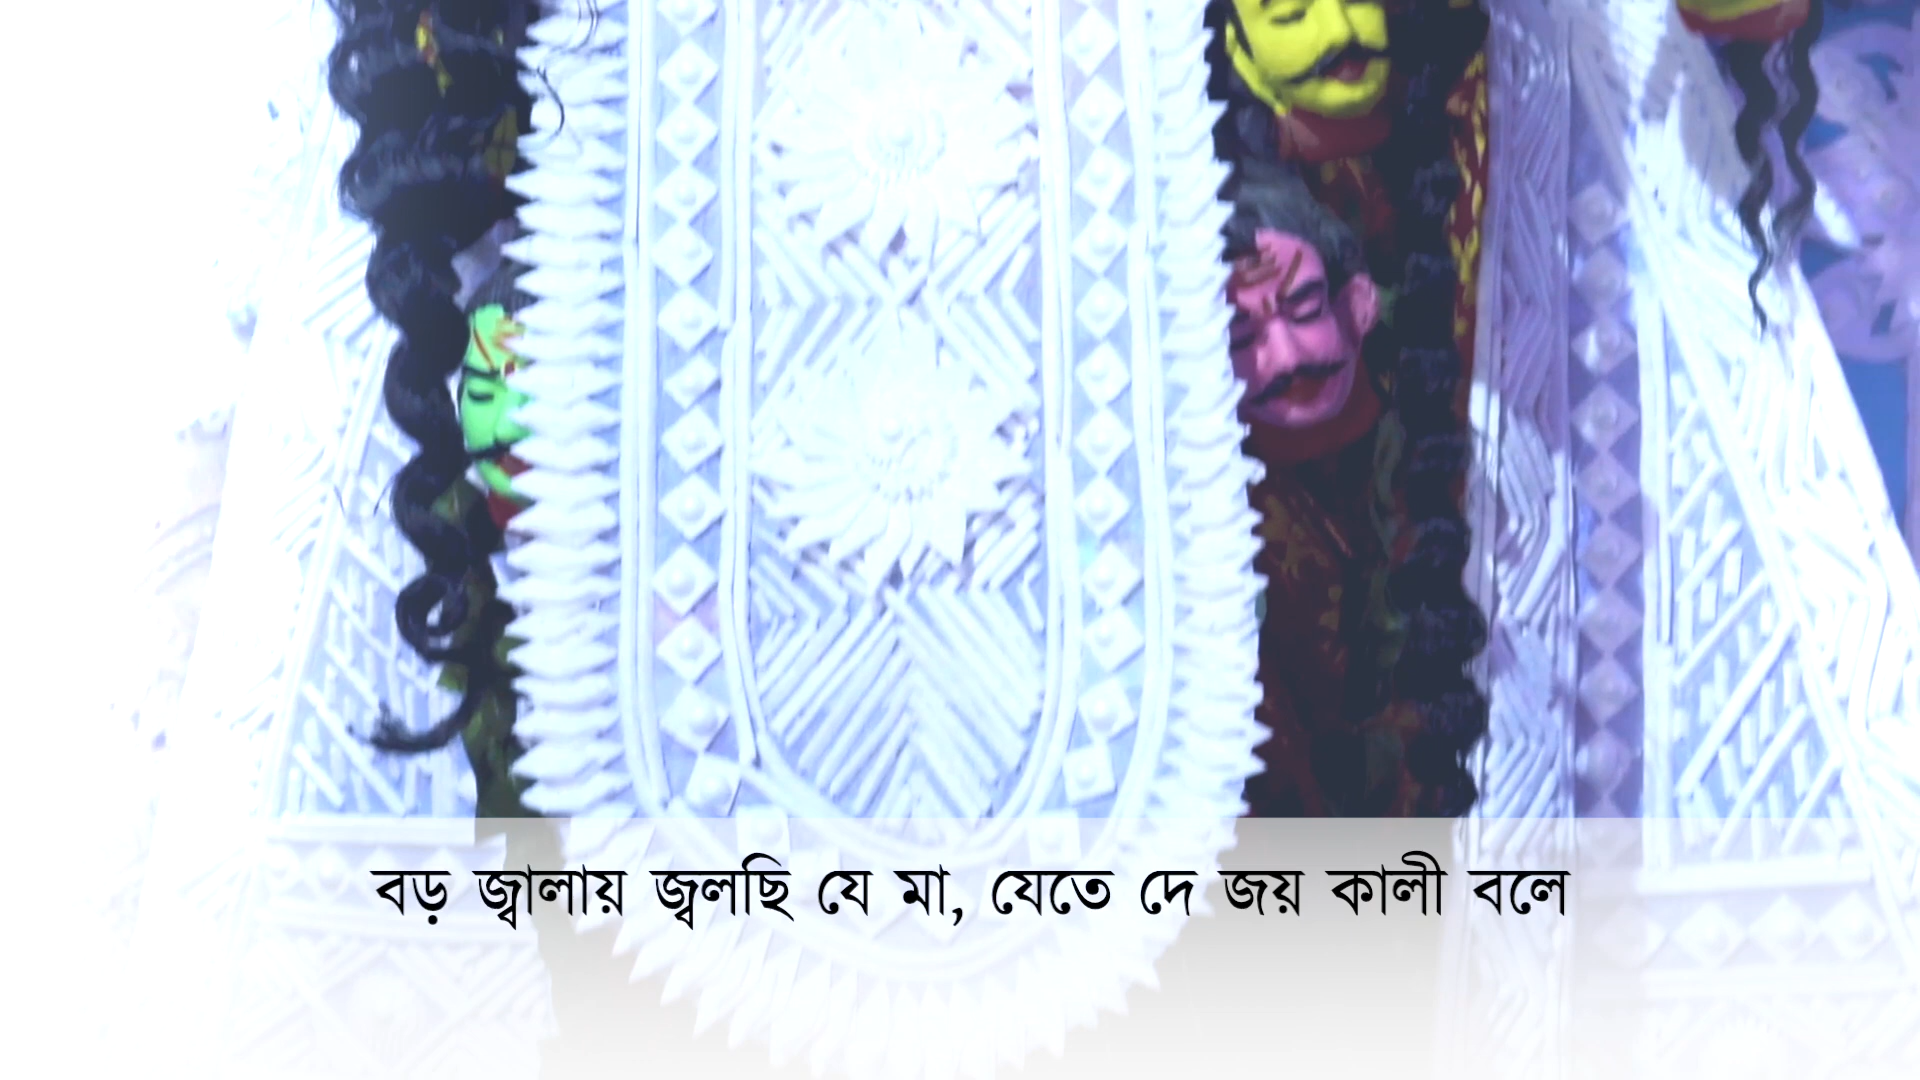 বড় জ্বালায় জ্বলছি যে মা, যেতে দে জয় কালী বলে